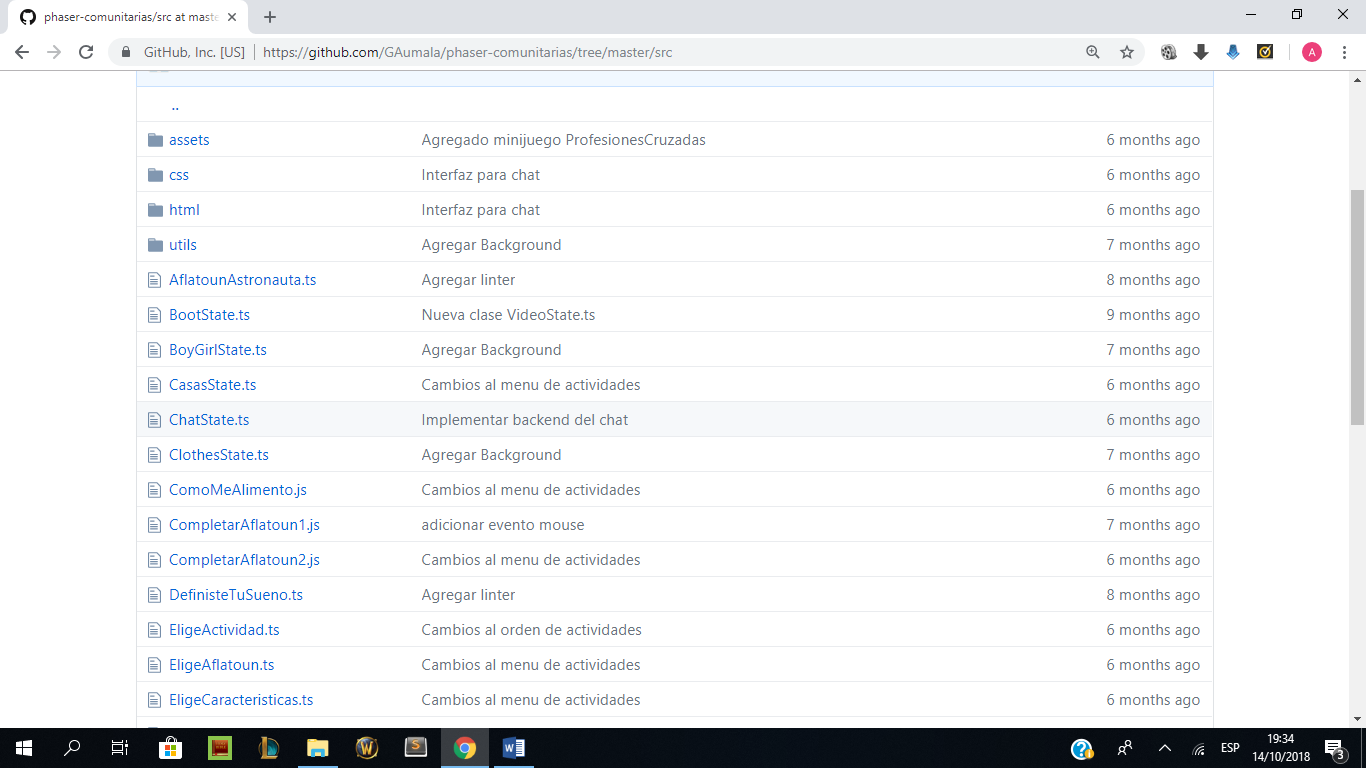 phaser-comunitarias/src at maste
GitHub, Inc. [US] | https://github.com/GAumala/phaser-comunitarias/tree/master/src
A
..
assets Agregado minijuego ProfesionesCruzadas 6 months ago
css Interfaz para chat 6 months ago
html Interfaz para chat 6 months ago
utils Agregar Background 7 months ago
AflatounAstronauta.ts Agregar linter 8 months ago
BootState.ts Nueva clase VideoState.ts 9 months ago
BoyGirlState.ts Agregar Background 7 months ago
CasasState.ts Cambios al menu de actividades 6 months ago
ChatState.ts Implementar backend del chat 6 months ago
ClothesState.ts Agregar Background 7 months ago
ComoMeAlimento.js Cambios al menu de actividades 6 months ago
CompletarAflatoun1.js adicionar evento mouse 7 months ago
CompletarAflatoun2.js Cambios al menu de actividades 6 months ago
DefinisteTuSueno.ts Agregar linter 8 months ago
EligeActividad.ts Cambios al orden de actividades 6 months ago
EligeAflatoun.ts Cambios al menu de actividades 6 months ago
EligeCaracteristicas.ts Cambios al menu de actividades 6 months ago
ESP
19:34
14/10/2018
3